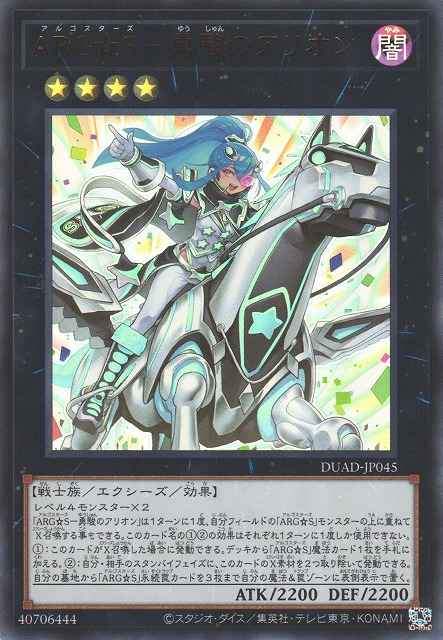 アルゴスターズ ゆうしゅん
ARG☆S－勇駿のアリオン
やみ
闇
DUAD-JP045
【戦士族／エクシーズ／効果】
レベル4モンスター×2
「ARG☆S－勇駿のアリオン」は1ターンに1度、自分フィールドの「ARG☆S」モンスターの上に重ねて
X召喚する事もできる。このカード名の①②の効果はそれぞれ1ターンに1度しか使用できない。
①：このカードがX召喚した場合に発動できる。デッキから「ARG☆S」魔法カード1枚を手札に
加える。②：自分・相手のスタンバイフェイズに、このカードのX素材を2つ取り除いて発動できる。
自分の墓地から「ARG☆S」永続罠カードを3枚まで自分の魔法＆罠ゾーンに表側表示で置く。
ATK/2200 DEF/2200
40706444
©スタジオ・ダイス／集英社・テレビ東京・KONAMI